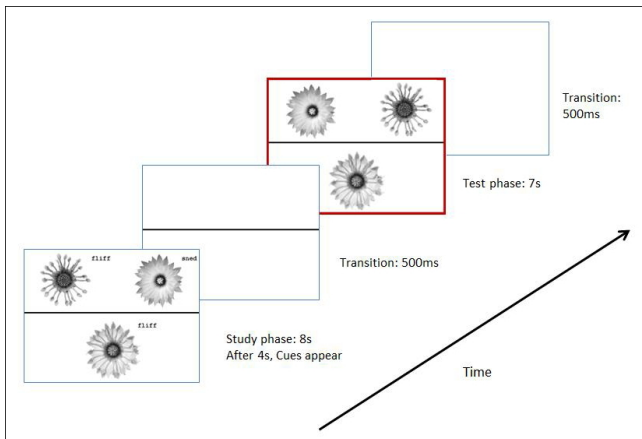 Transition:
500ms
Test phase: 7s
Transition: 500ms
fliff
sned
fliff
Study phase: 8s
After 4s, Cues appear
Time